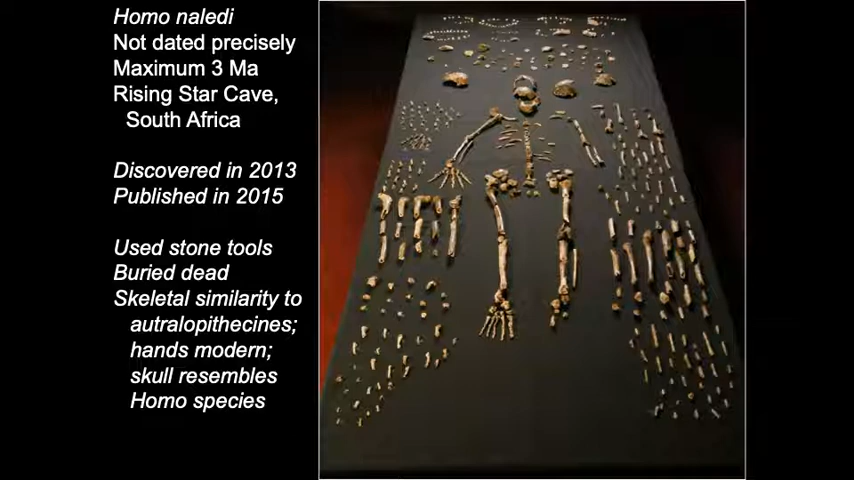 Homo naledi
Not dated precisely
Maximum 3 Ma
Rising Star Cave,
South Africa
Discovered in 2013
Published in 2015
Used stone tools
Buried dead
Skeletal similarity to
autralopithecines;
hands modern;
skull resembles
Homo species